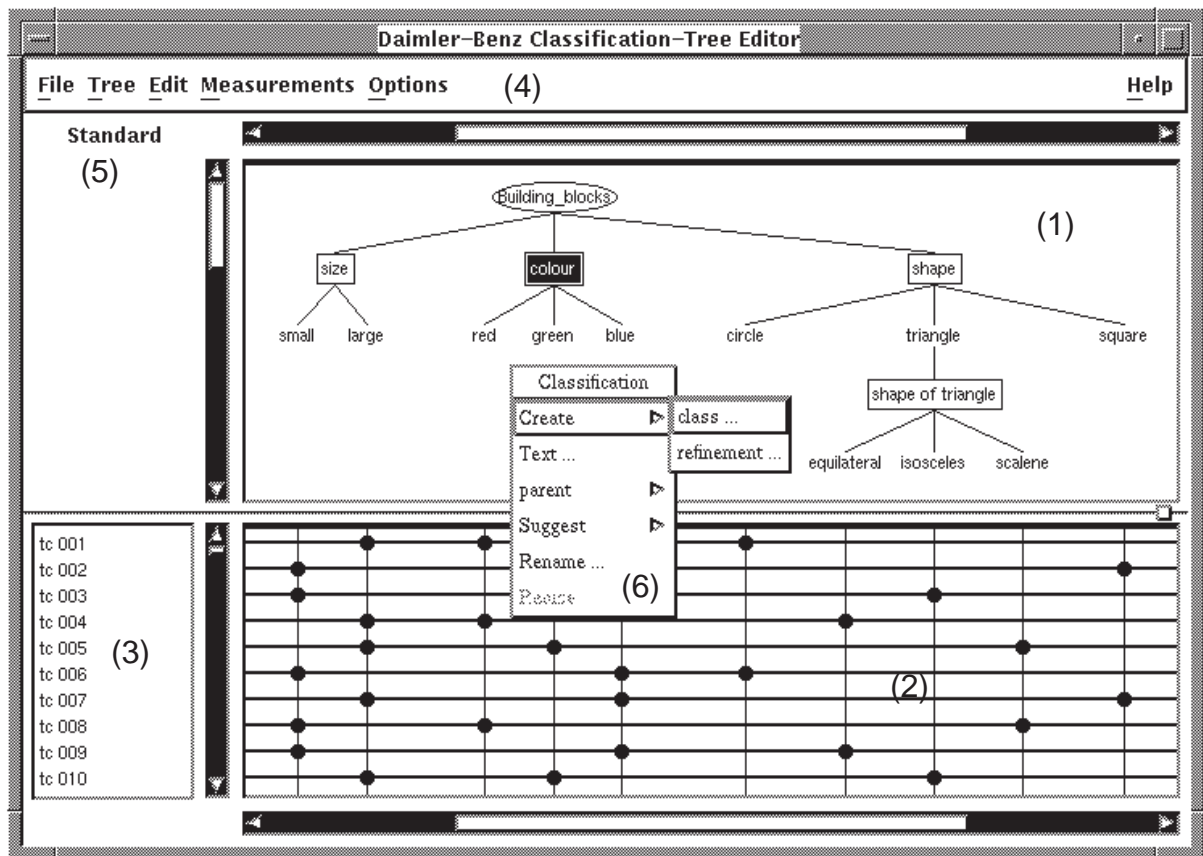 Daimler–Benz Classification–Tree Editor
File Tree Edit Measurements Options (4) Help
Standard
(5)
Building_blocks
(1)
size colour shape
small large red green blue circle triangle square
shape of triangle
equilateral isosceles scalene
Classification
Create class ...
Text ... refinement ...
parent
Suggest
Rename ...
(6)
tc 001
tc 002
tc 003
tc 004
tc 005
tc 006
tc 007
tc 008
tc 009
tc 010
(3)
(2)